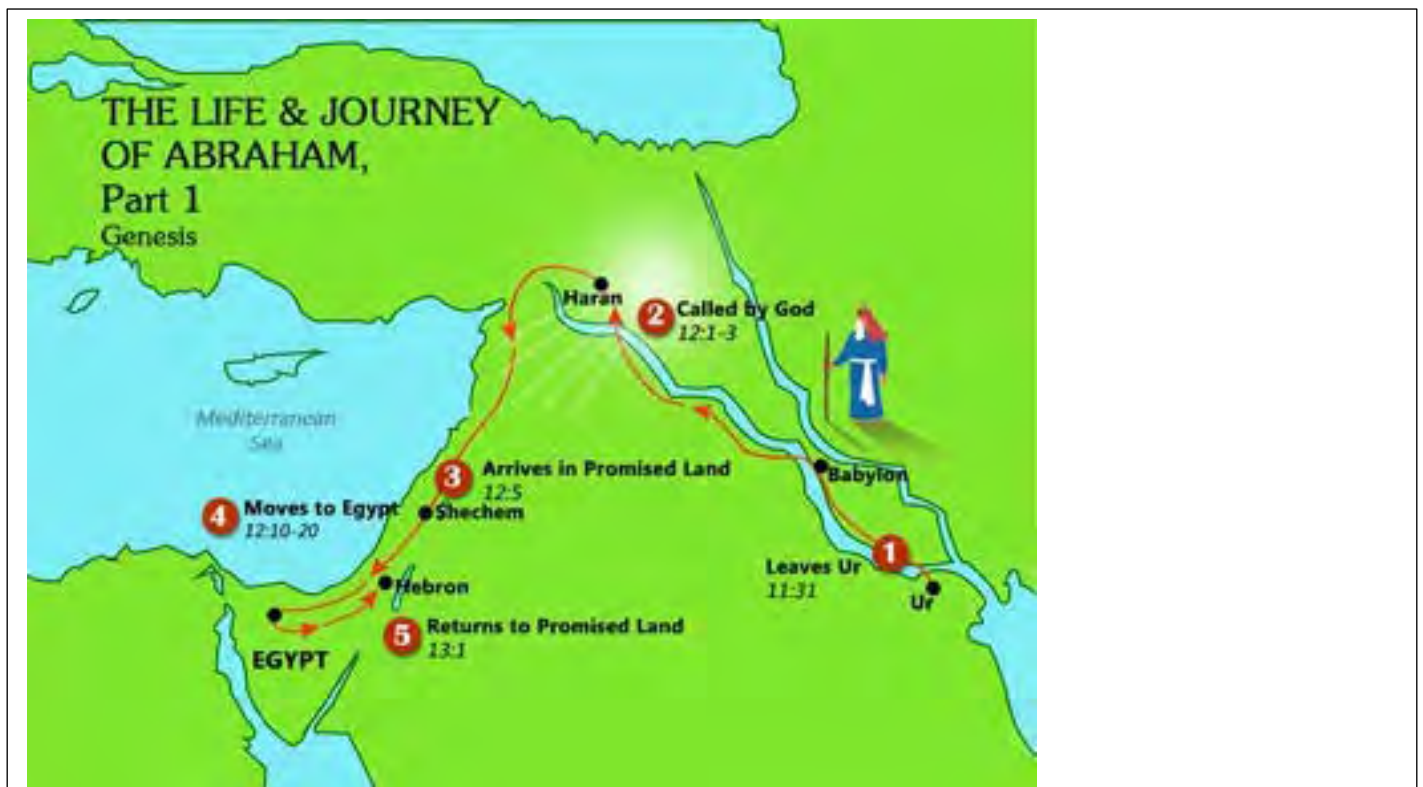 THE LIFE & JOURNEY
OF ABRAHAM,
Part 1
Genesis
Haran
2 Called by God
12:1-3
Mediterranean
Sea
Babylon
3 Arrives in Promised Land
12:5
Shechem
4 Moves to Egypt
12:10-20
1
Leaves Ur
11:31
Ur
Hebron
5 Returns to Promised Land
13:1
EGYPT